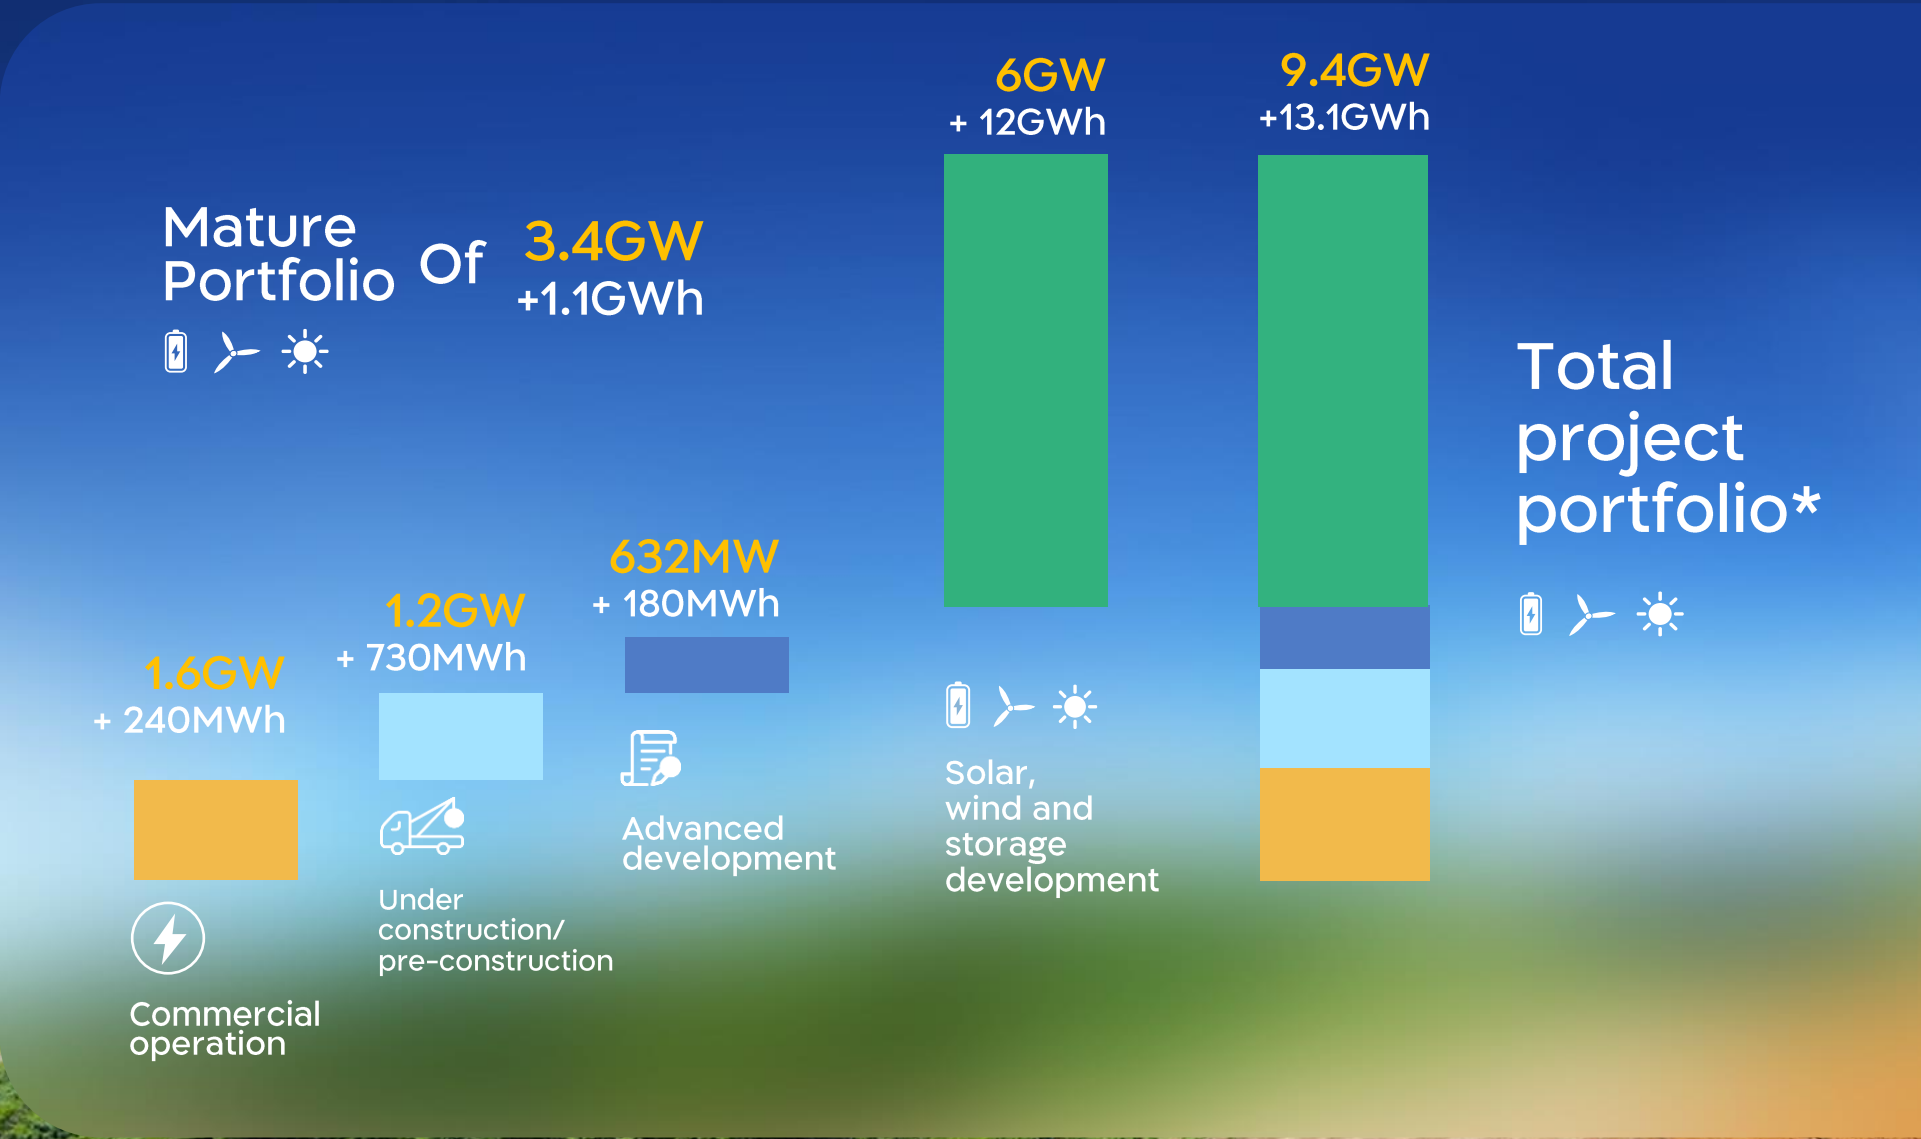 Mature
Portfolio
Of
3.4GW
+1.1GWh
1.6GW
+ 240MWh
Commercial
operation
1.2GW
+ 730MWh
Under
construction/
pre-construction
632MW
+ 180MWh
Advanced
development
6GW
+ 12GWh
Solar,
wind and
storage
development
9.4GW
+13.1GWh
Total
project
portfolio*